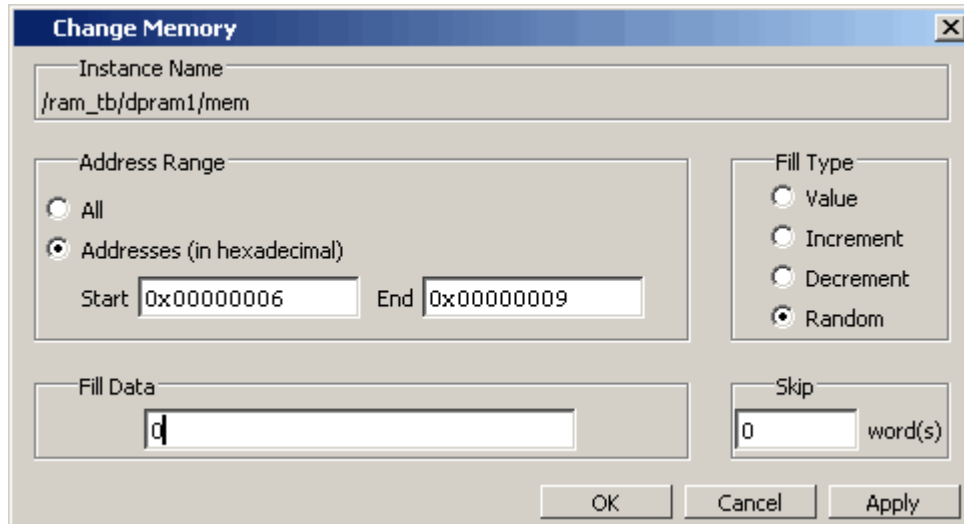 Change Memory
Instance Name
/ram_tb/dpram1/mem
Address Range
All
Addresses (in hexadecimal)
Start 0x00000006 End 0x00000009
Fill Type
Value
Increment
Decrement
Random
Fill Data
0
Skip
0 word(s)
OK Cancel Apply